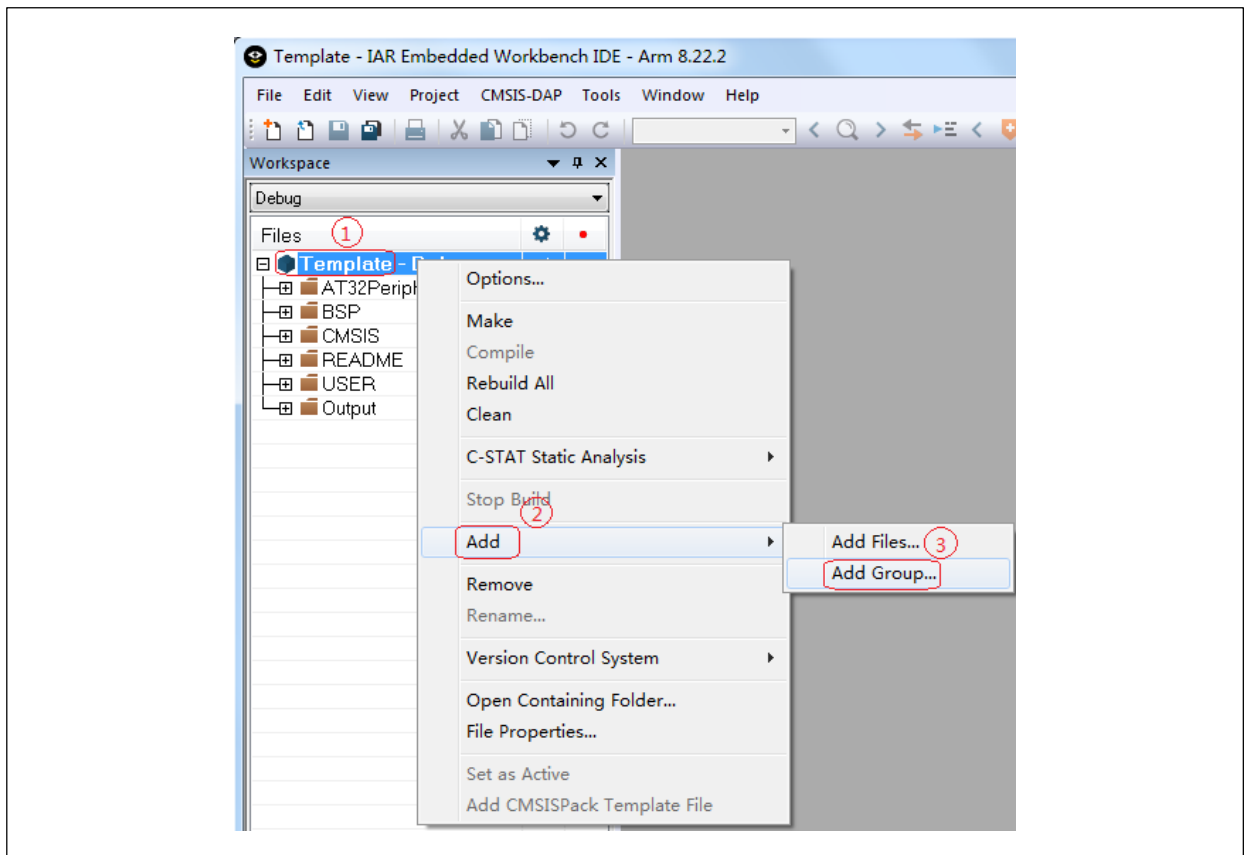 Template - IAR Embedded Workbench IDE - Arm 8.22.2
File Edit View Project CMSIS-DAP Tools Window Help
Workspace
Debug
Files 1
Template -
AT32Periph
BSP
CMSIS
README
USER
Output
Options...
Make
Compile
Rebuild All
Clean
C-STAT Static Analysis
Stop Build
2
Add
Add Files... 3
Add Group...
Remove
Rename...
Version Control System
Open Containing Folder...
File Properties...
Set as Active
Add CMSISPack Template File